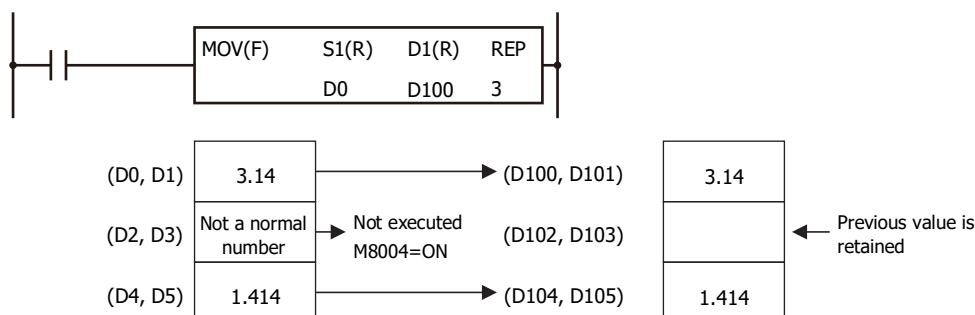 MOV(F) S1(R) D1(R) REP
D0 D100 3
(D0, D1) 3.14 (D100, D101) 3.14
(D2, D3) Not a normal number Not executed M8004=ON (D102, D103) Previous value is retained
(D4, D5) 1.414 (D104, D105) 1.414